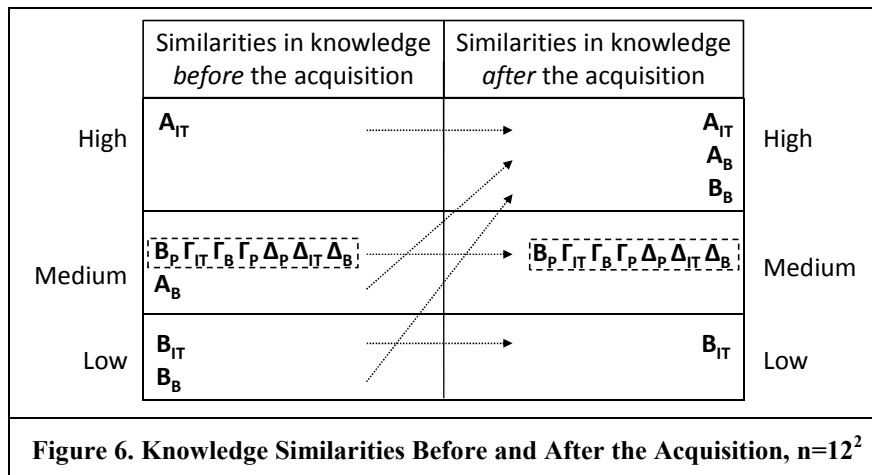 Similarities in knowledge before the acquisition
Similarities in knowledge after the acquisition
High
A_IT
A_IT
A_B
B_B
High
Medium
B_P Γ_IT Γ_B Γ_P Δ_P Δ_IT Δ_B
A_B
B_P Γ_IT Γ_B Γ_P Δ_P Δ_IT Δ_B
Medium
Low
B_IT
B_B
B_IT
Low
Figure 6. Knowledge Similarities Before and After the Acquisition, n=12²